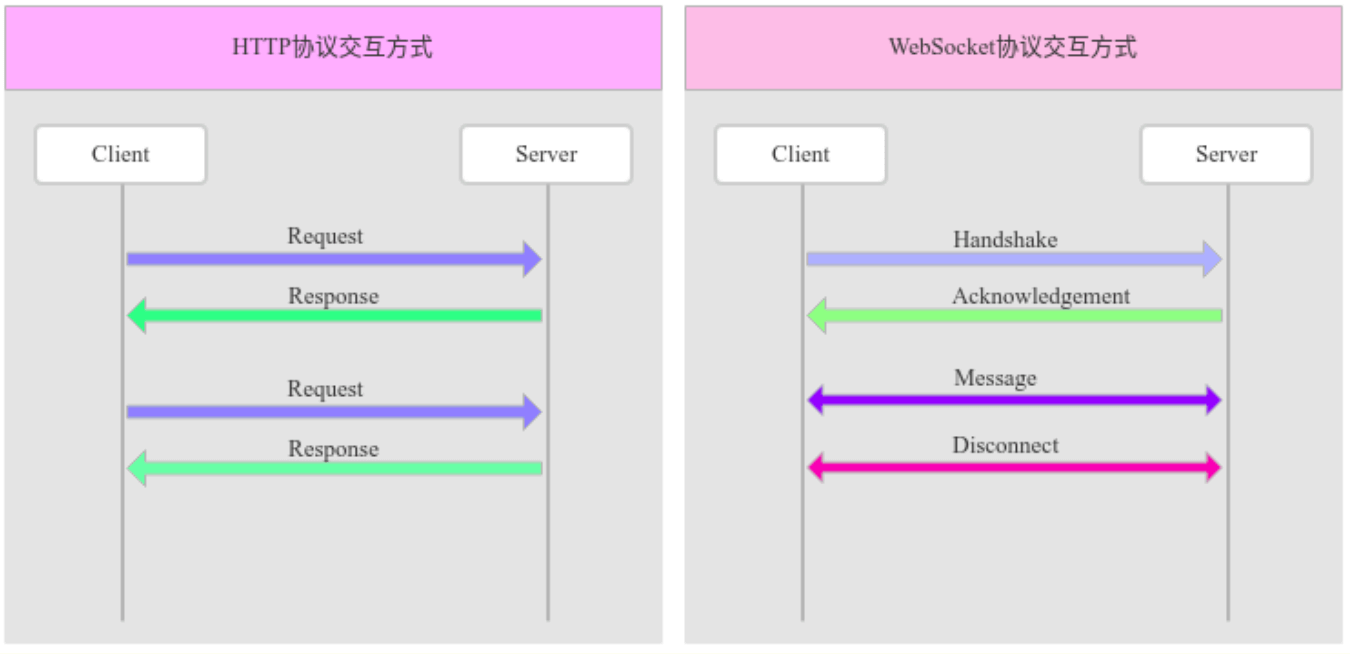 HTTP协议交互方式
Client
Server
Request
Response
Request
Response
WebSocket协议交互方式
Client
Server
Handshake
Acknowledgement
Message
Disconnect